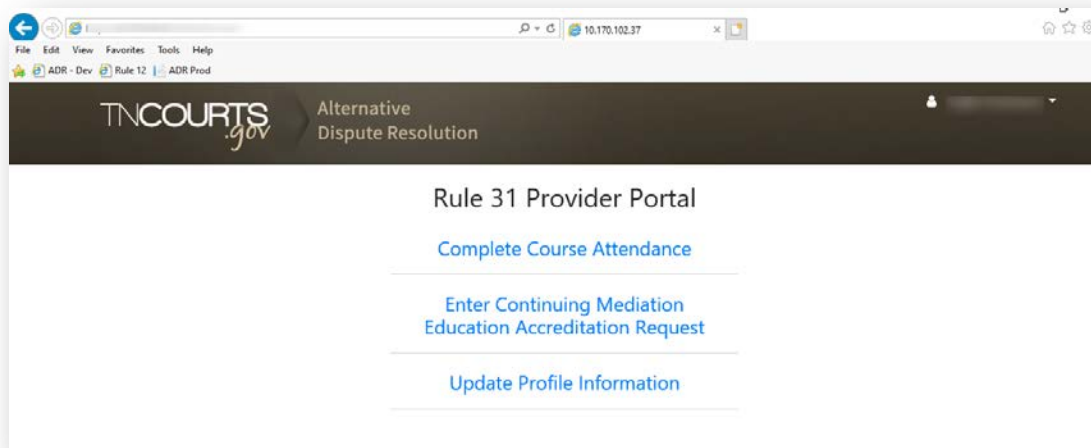 10.170.102.37
File Edit View Favorites Tools Help
ADR - Dev Rule 12 ADR Prod
TNCOURTS
.gov
Alternative
Dispute Resolution
Rule 31 Provider Portal
Complete Course Attendance
Enter Continuing Mediation
Education Accreditation Request
Update Profile Information